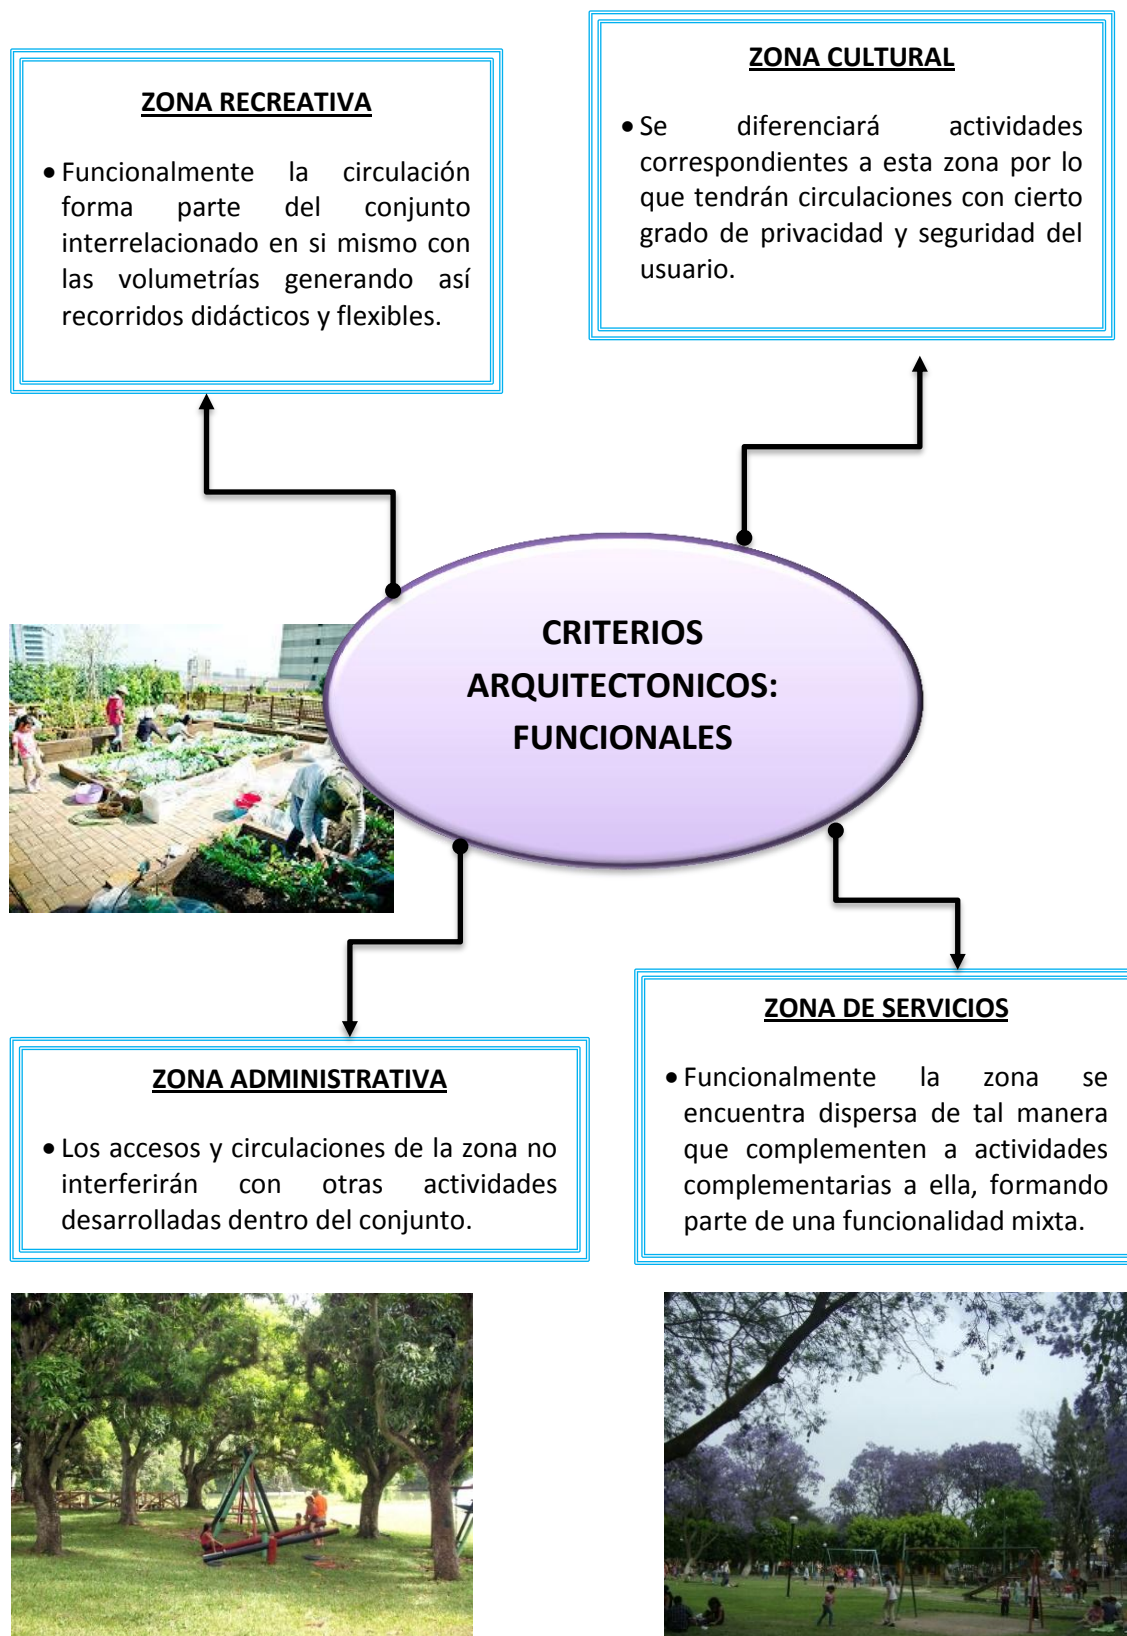 ZONA RECREATIVA
• Funcionalmente la circulación
forma parte del conjunto
interrelacionado en si mismo con
las volumetrías generando así
recorridos didácticos y flexibles.
ZONA CULTURAL
• Se diferenciará actividades
correspondientes a esta zona por lo
que tendrán circulaciones con cierto
grado de privacidad y seguridad del
usuario.
CRITERIOS
ARQUITECTONICOS:
FUNCIONALES
ZONA ADMINISTRATIVA
• Los accesos y circulaciones de la zona no
interferirán con otras actividades
desarrolladas dentro del conjunto.
ZONA DE SERVICIOS
• Funcionalmente la zona se
encuentra dispersa de tal manera
que complementen a actividades
complementarias a ella, formando
parte de una funcionalidad mixta.